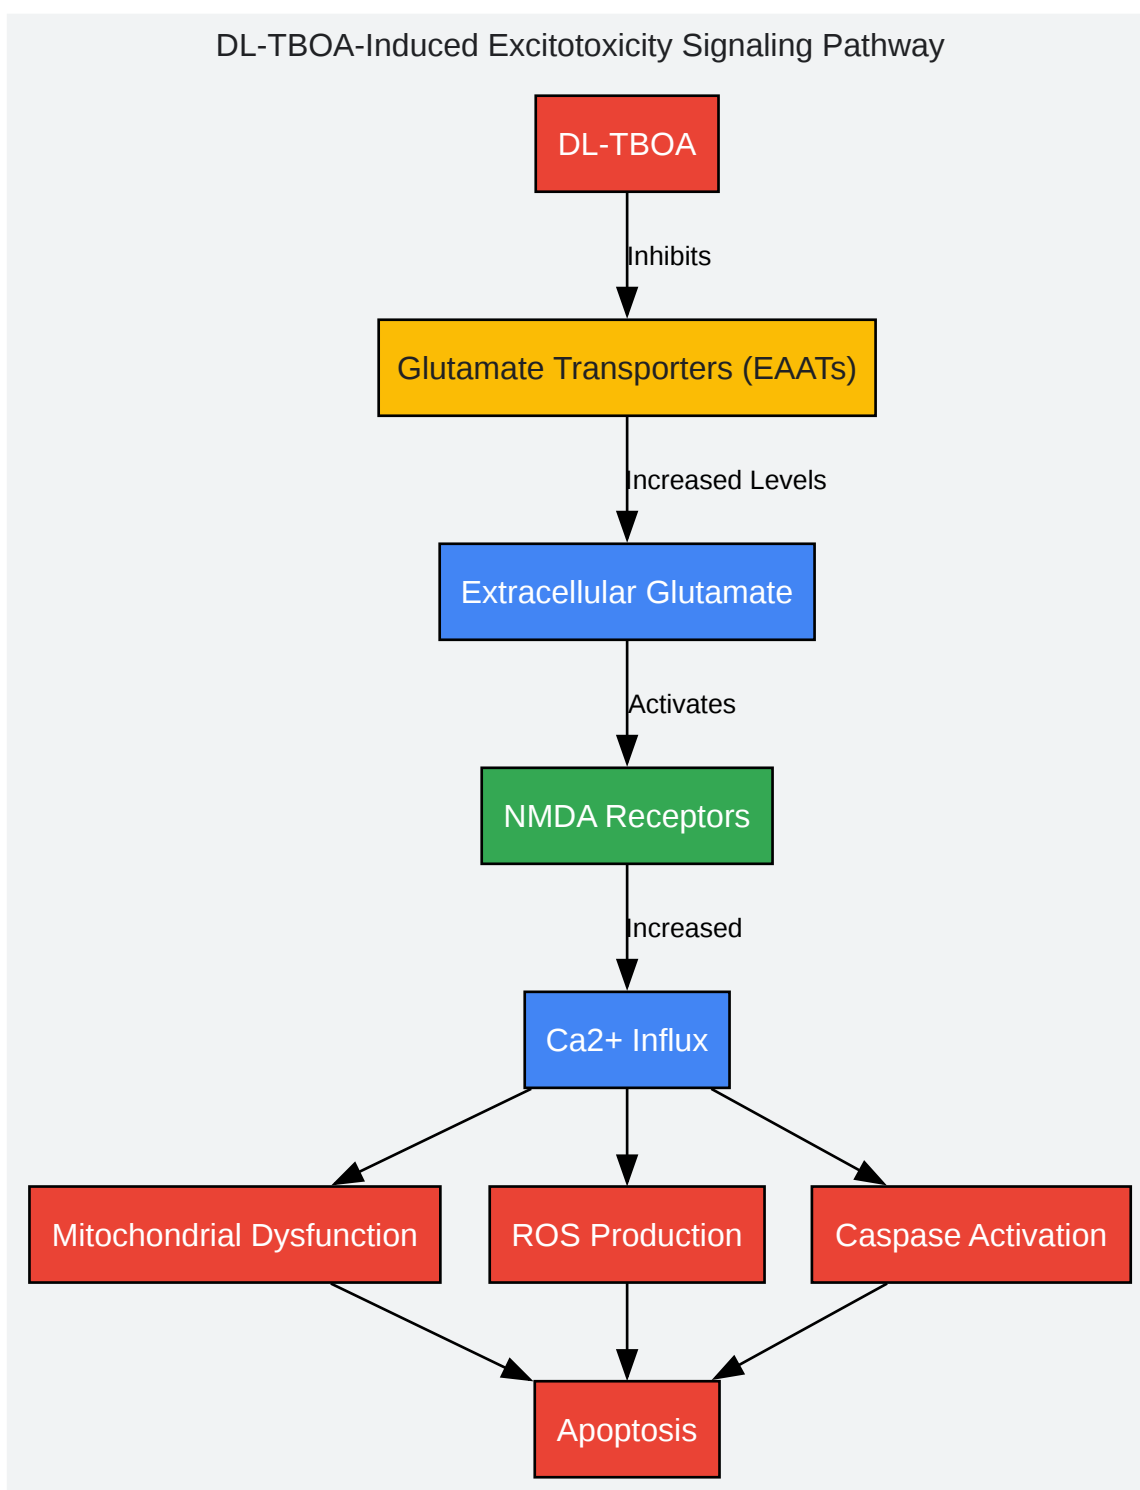 DL-TBOA-Induced Excitotoxicity Signaling Pathway
DL-TBOA
Inhibits
Glutamate Transporters (EAATs)
Increased Levels
Extracellular Glutamate
Activates
NMDA Receptors
Increased
Ca2+ Influx
Mitochondrial Dysfunction
ROS Production
Caspase Activation
Apoptosis